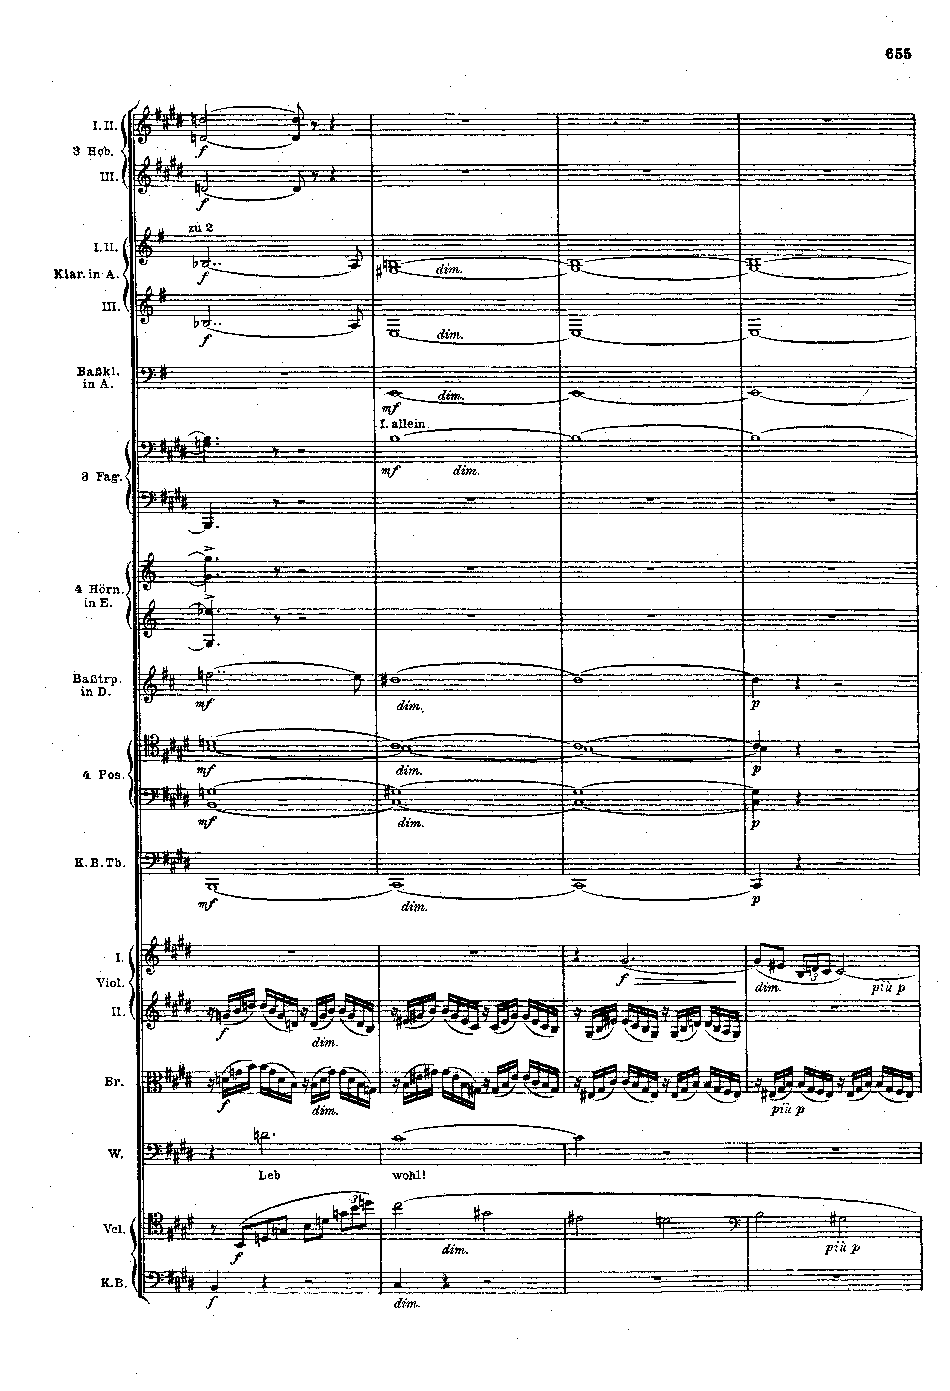 655
I. II.
3 Hob.
III.
f
f
zu 2
I. II.
Klar. in A.
f
dim.
III.
f
dim.
Baßkl.
in A.
mf
dim.
I. allein
3 Fag.
mf
dim.
4 Hörn.
in E.
Baßtrp.
in D.
mf
dim.
p
4 Pos.
mf
dim.
p
mf
dim.
p
K. B. Tb.
mf
dim.
p
I.
Viol.
f
dim.
3
più p
II.
f
dim.
Br.
f
dim.
più p
W.
Leb wohl!
3
Vcl.
f
dim.
più p
K. B.
f
dim.